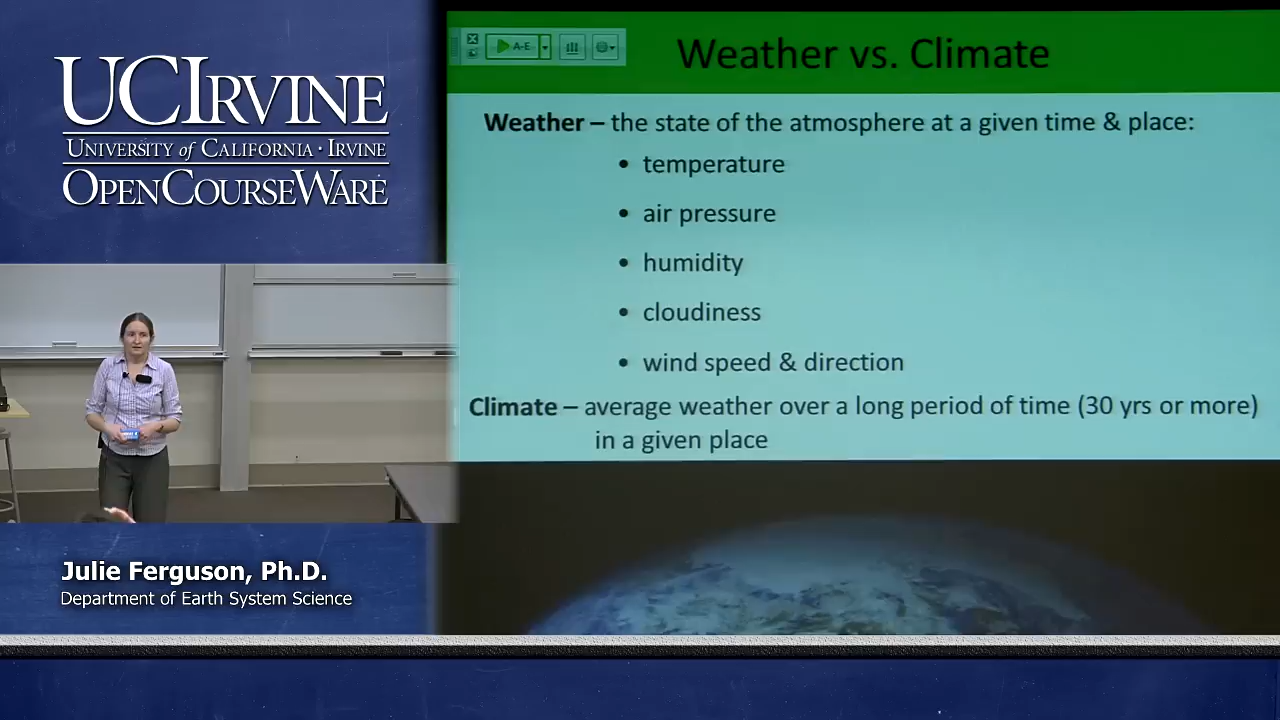 UCIRVINE
UNIVERSITY of CALIFORNIA · IRVINE
OPENCOURSEWARE
A-E
Weather vs. Climate
Weather – the state of the atmosphere at a given time & place:
• temperature
• air pressure
• humidity
• cloudiness
• wind speed & direction
Climate – average weather over a long period of time (30 yrs or more)
in a given place
Julie Ferguson, Ph.D.
Department of Earth System Science